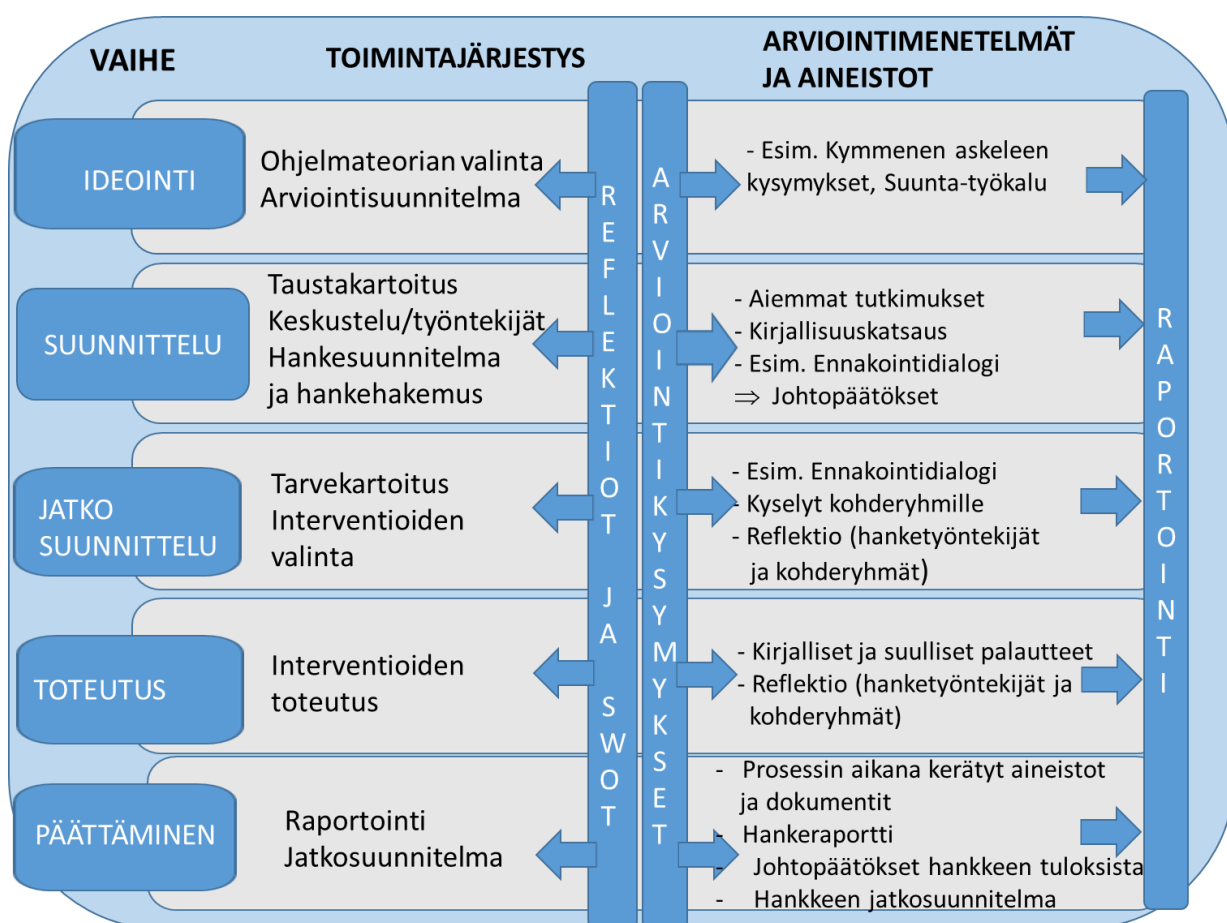 VAIHE
TOIMINTAJÄRJESTYS
ARVIOINTIMENETELMÄT
JA AINEISTOT
IDEOINTI
Ohjelmateorian valinta
Arviointisuunnitelma
- Esim. Kymmenen askeleen
kysymykset, Suunta-työkalu
SUUNNITTELU
Taustakartoitus
Keskustelu/työntekijät
Hankesuunnitelma
ja hankehakemus
- Aiemmat tutkimukset
- Kirjallisuuskatsaus
- Esim. Ennakointidialogi
⇒ Johtopäätökset
JATKO
SUUNNITTELU
Tarvekartoitus
Interventioiden
valinta
- Esim. Ennakointidialogi
- Kyselyt kohderyhmille
- Reflektio (hanketyöntekijät
ja kohderyhmät)
TOTEUTUS
Interventioiden
toteutus
- Kirjalliset ja suulliset palautteet
- Reflektio (hanketyöntekijät ja
kohderyhmät)
PÄÄTTÄMINEN
Raportointi
Jatkosuunnitelma
- Prosessin aikana kerätyt aineistot
ja dokumentit
- Hankeraportti
- Johtopäätökset hankkeen tuloksista
- Hankkeen jatkosuunnitelma
REFLEKTIOT JA SWOT
ARVIOINTIKYSYMYKSET
RAPORTOINTI